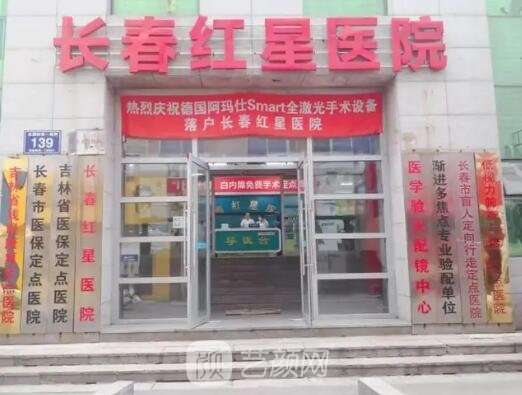 长春红星医院
热烈庆祝德国阿玛仕Smart全激光手术设备
落户长春红星医院
139
白内障免费手术定点
红星
导医台
长春市医保定点医院
吉林省医保定点医院
长春红星医院
医学验光配镜中心
渐进多焦点专业验配单位
长春市盲人定向行走定点医院
艺颜网